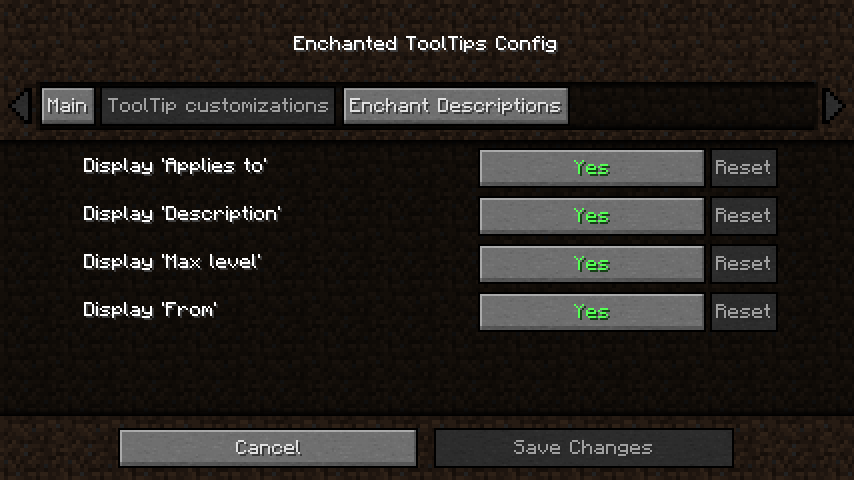 Enchanted ToolTips Config
Main ToolTip customizations Enchant Descriptions
Display 'Applies to' Yes Reset
Display 'Description' Yes Reset
Display 'Max level' Yes Reset
Display 'From' Yes Reset
Cancel Save Changes